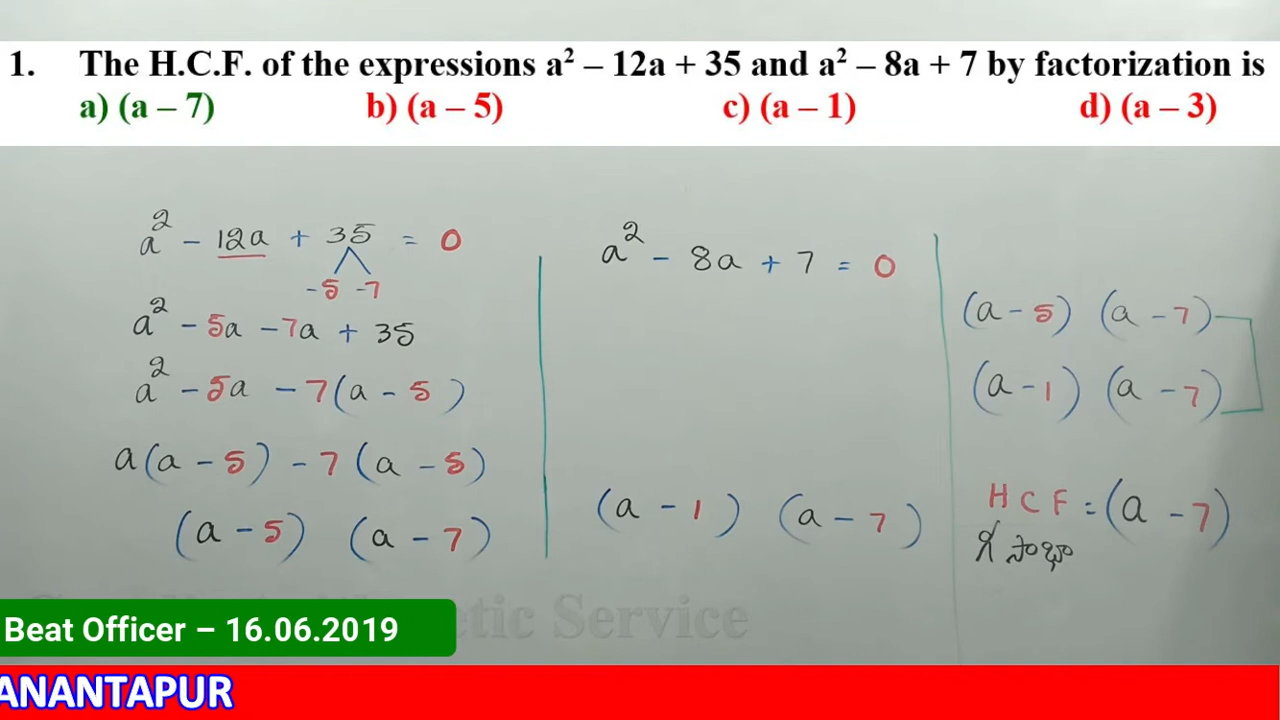 1. The H.C.F. of the expressions a² – 12a + 35 and a² – 8a + 7 by factorization is
a) (a – 7) b) (a – 5) c) (a – 1) d) (a – 3)
a² - 12a + 35 = 0
-5 -7
a² - 5a - 7a + 35
a² - 5a - 7(a - 5)
a(a - 5) - 7(a - 5)
(a - 5) (a - 7)
a² - 8a + 7 = 0
(a - 1) (a - 7)
(a - 5) (a - 7)
(a - 1) (a - 7)
HCF = (a - 7)
etic Service
Beat Officer – 16.06.2019
ANANTAPUR